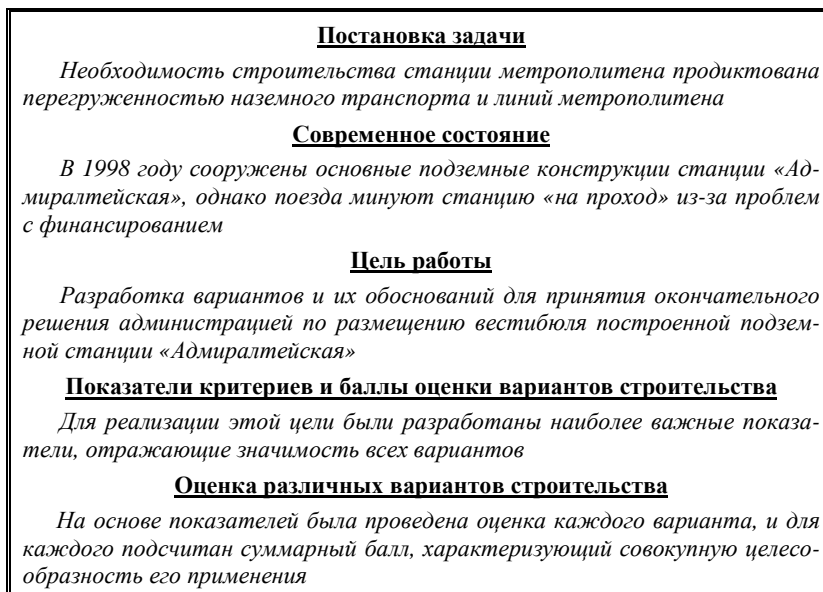 Постановка задачи
Необходимость строительства станции метрополитена продиктована
перегруженностью наземного транспорта и линий метрополитена
Современное состояние
В 1998 году сооружены основные подземные конструкции станции «Ад-
миралтейская», однако поезда минуют станцию «на проход» из-за проблем
с финансированием
Цель работы
Разработка вариантов и их обоснований для принятия окончательного
решения администрацией по размещению вестибюля построенной подзем-
ной станции «Адмиралтейская»
Показатели критериев и баллы оценки вариантов строительства
Для реализации этой цели были разработаны наиболее важные показа-
тели, отражающие значимость всех вариантов
Оценка различных вариантов строительства
На основе показателей была проведена оценка каждого варианта, и для
каждого подсчитан суммарный балл, характеризующий совокупную целесо-
образность его применения